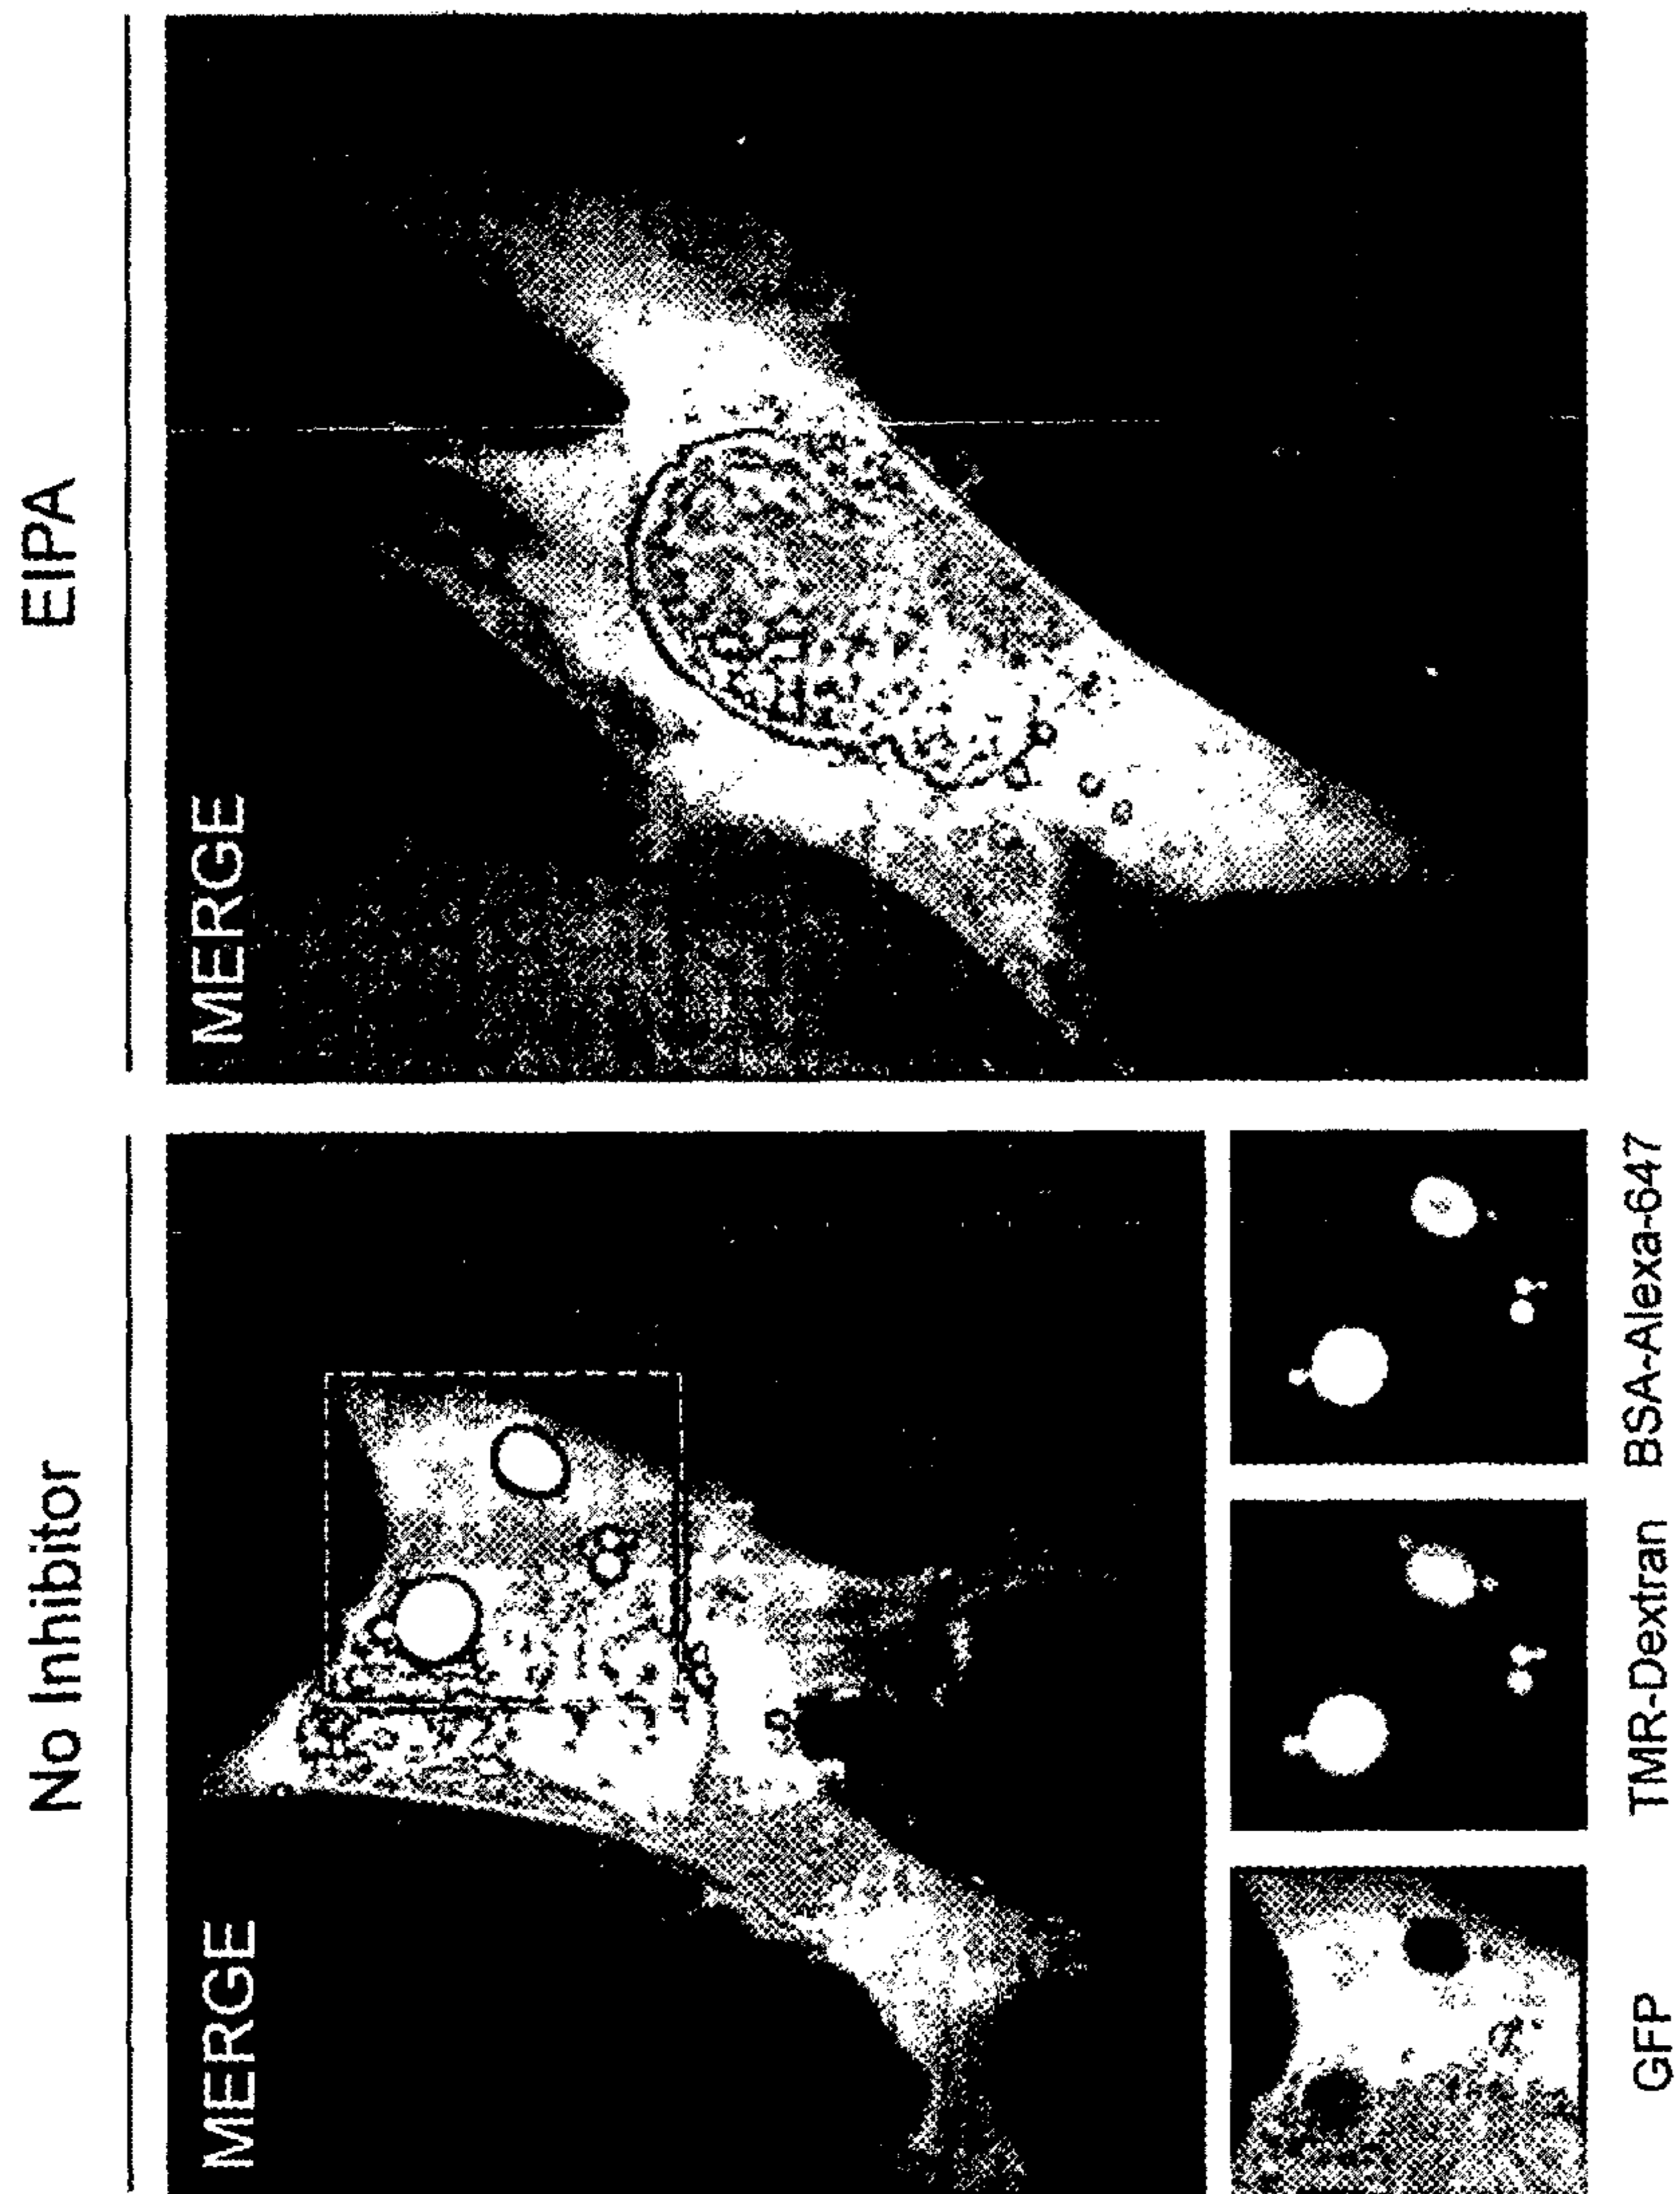 No Inhibitor
EIPA
MERGE
MERGE
GFP
TMR-Dextran
BSA-Alexa-647